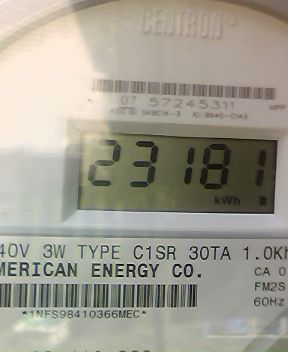 CENTRON®
07 57245311
23181
kWh
40V 3W TYPE C1SR 30TA 1.0Kh
MERICAN ENERGY CO.
CA 0
FM2S
60Hz
*1NFS98410366MEC*